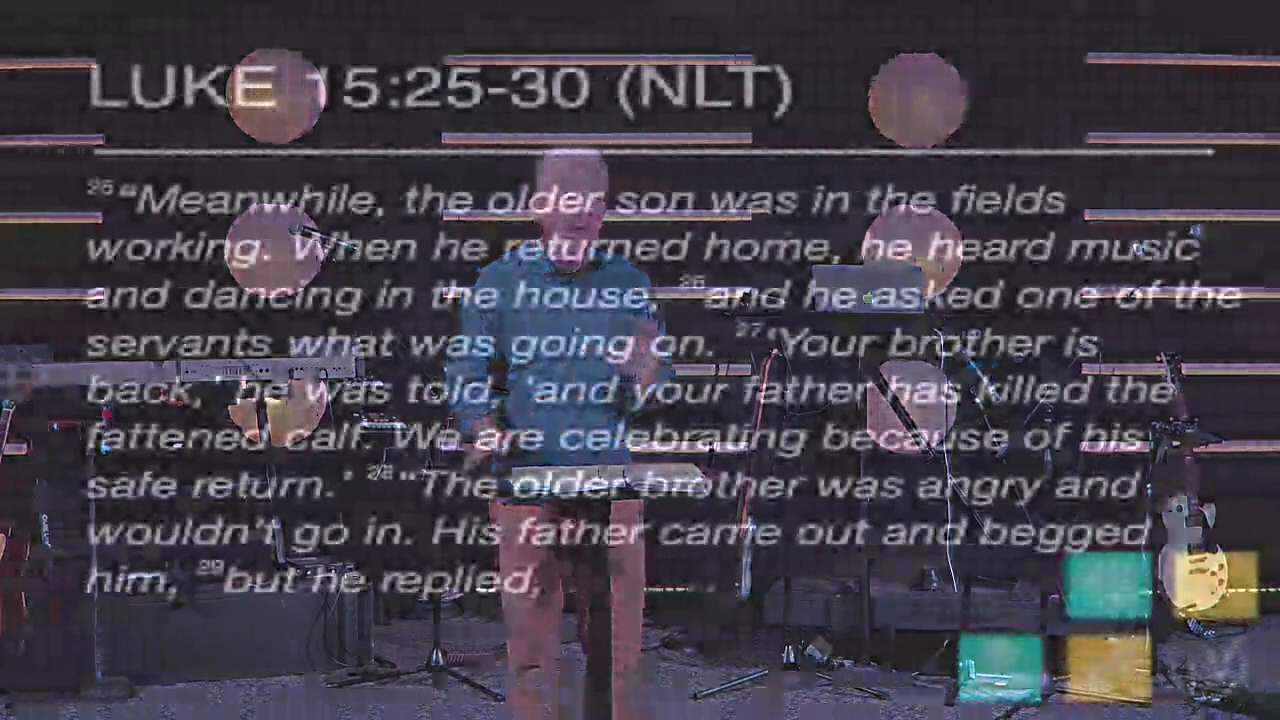 LUKE 15:25-30 (NLT)
25 “Meanwhile, the older son was in the fields
working. When he returned home, he heard music
and dancing in the house, 26 and he asked one of the
servants what was going on. 27 ‘Your brother is
back,’ he was told, ‘and your father has killed the
fattened calf. We are celebrating because of his
safe return.’ 28 “The older brother was angry and
wouldn’t go in. His father came out and begged
him, 29 but he replied,